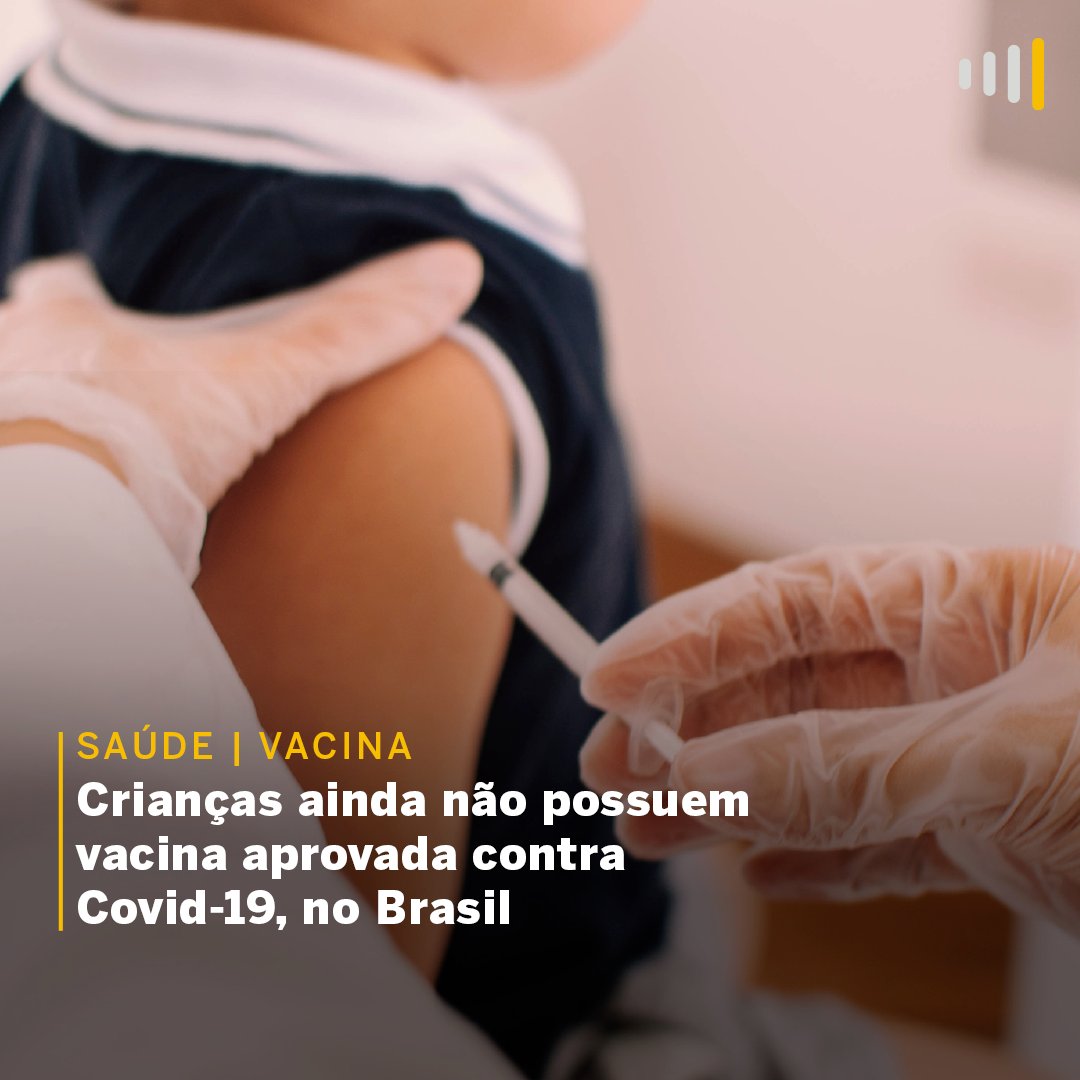 SAÚDE | VACINA
Crianças ainda não possuem
vacina aprovada contra
Covid-19, no Brasil